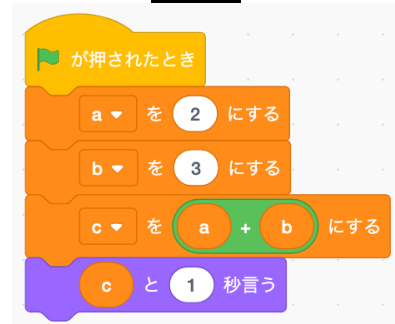 が押されたとき
a を 2 にする
b を 3 にする
c を a + b にする
c と 1 秒言う